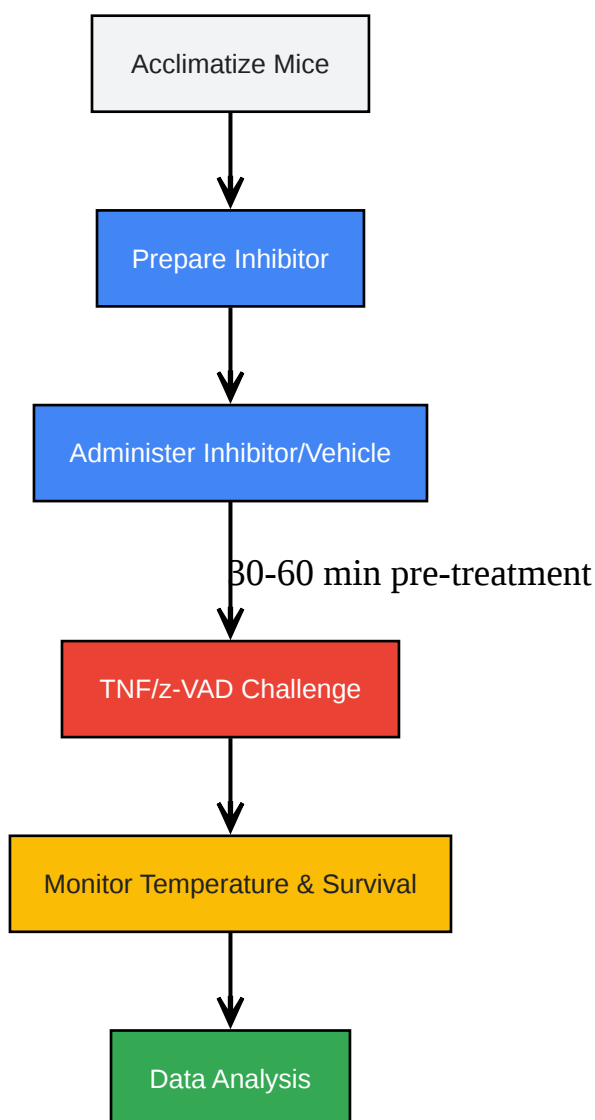 Acclimatize Mice
Prepare Inhibitor
Administer Inhibitor/Vehicle
30-60 min pre-treatment
TNF/z-VAD Challenge
Monitor Temperature & Survival
Data Analysis